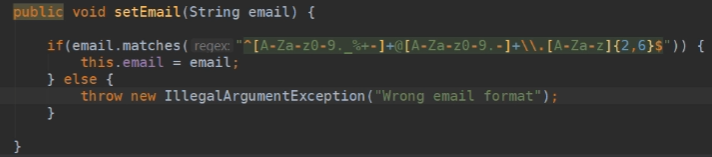 public void setEmail(String email) {
if(email.matches( regex: "^[A-Za-z0-9._%+-]+@[A-Za-z0-9.-]+\\.[A-Za-z]{2,6}$")) {
this.email = email;
} else {
throw new IllegalArgumentException("Wrong email format");
}
}